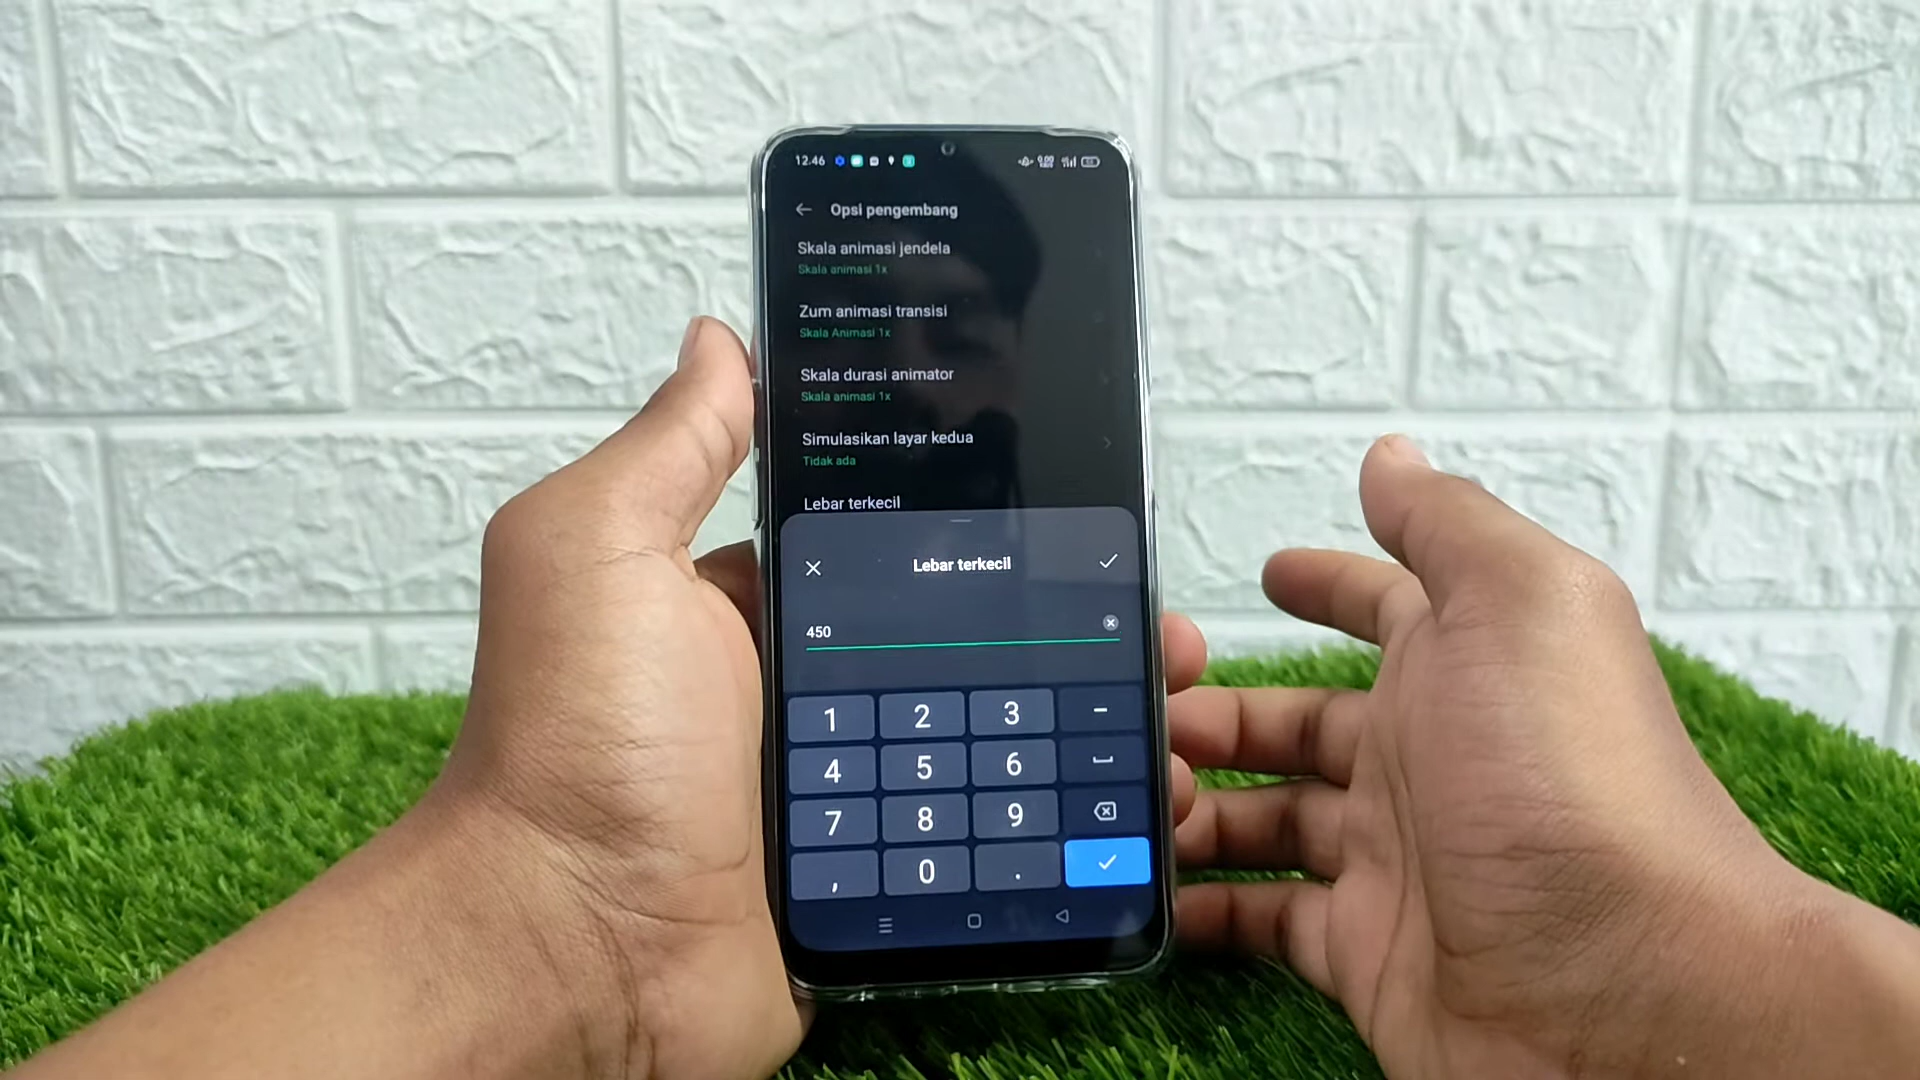 12.46
Opsi pengembang
Skala animasi jendela
Skala animasi 1x
Zum animasi transisi
Skala Animasi 1x
Skala durasi animator
Skala animasi 1x
Simulasikan layar kedua
Tidak ada
Lebar terkecil
Lebar terkecil
450
1 2 3 -
4 5 6
7 8 9
, 0 .